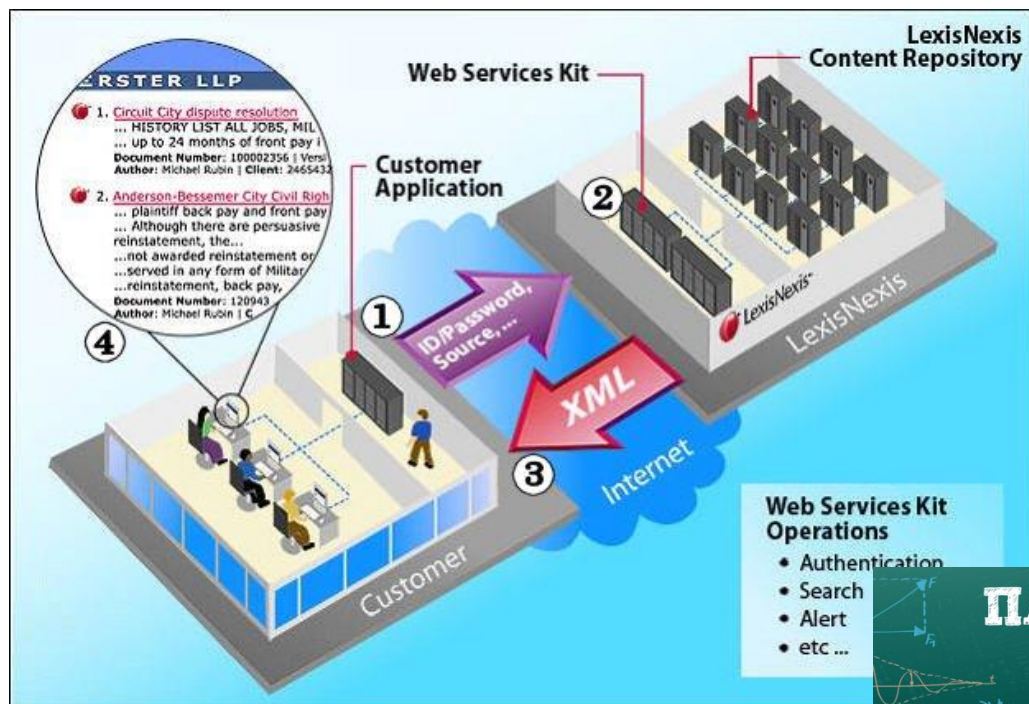 ERSTER LLP
1. Circuit City dispute resolution
... HISTORY LIST ALL JOBS, MIL
... up to 24 months of front pay i
Document Number: 100002356 | Versi
Author: Michael Rubin | Client: 2465432
2. Anderson-Bessemer City Civil Righ
... plaintiff back pay and front pay
... Although there are persuasive
reinstatement, the...
...not awarded reinstatement or
...served in any form of Militar
...reinstatement, back pay,
Document Number: 120943
Author: Michael Rubin | G
4
Customer
Application
1
Web Services Kit
2
LexisNexis
Content Repository
LexisNexis
LexisNexis
ID/Password,
Source, ...
XML
3
Internet
Customer
Web Services Kit
Operations
• Authentication
• Search
• Alert
• etc ...
F
F₁